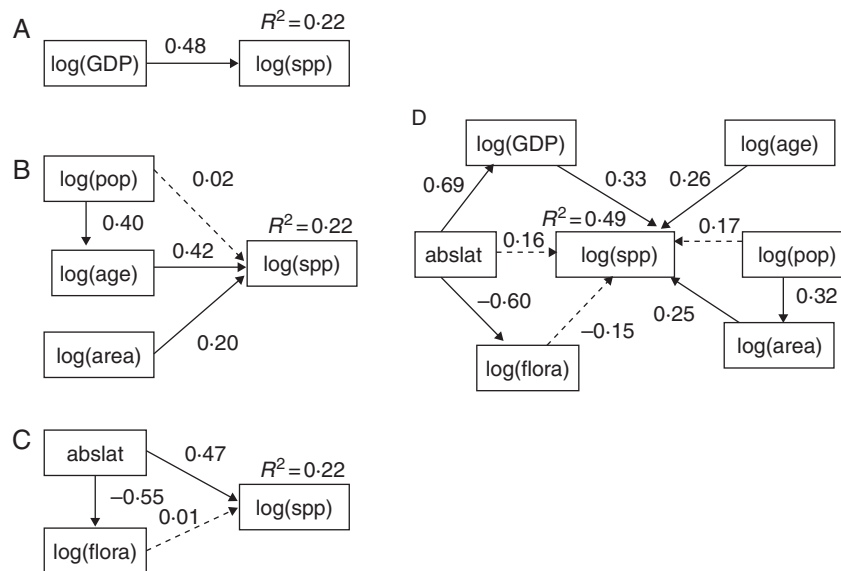 A
R² = 0·22
log(GDP)
0·48
log(spp)
B
log(pop)
0·02
0·40
R² = 0·22
log(age)
0·42
log(spp)
log(area)
0·20
C
abslat
0·47
R² = 0·22
–0·55
0·01
log(spp)
log(flora)
D
log(GDP)
log(age)
0·69
0·33
0·26
R² = 0·49
0·17
abslat
0·16
log(spp)
log(pop)
–0·60
0·25
0·32
–0·15
log(flora)
log(area)